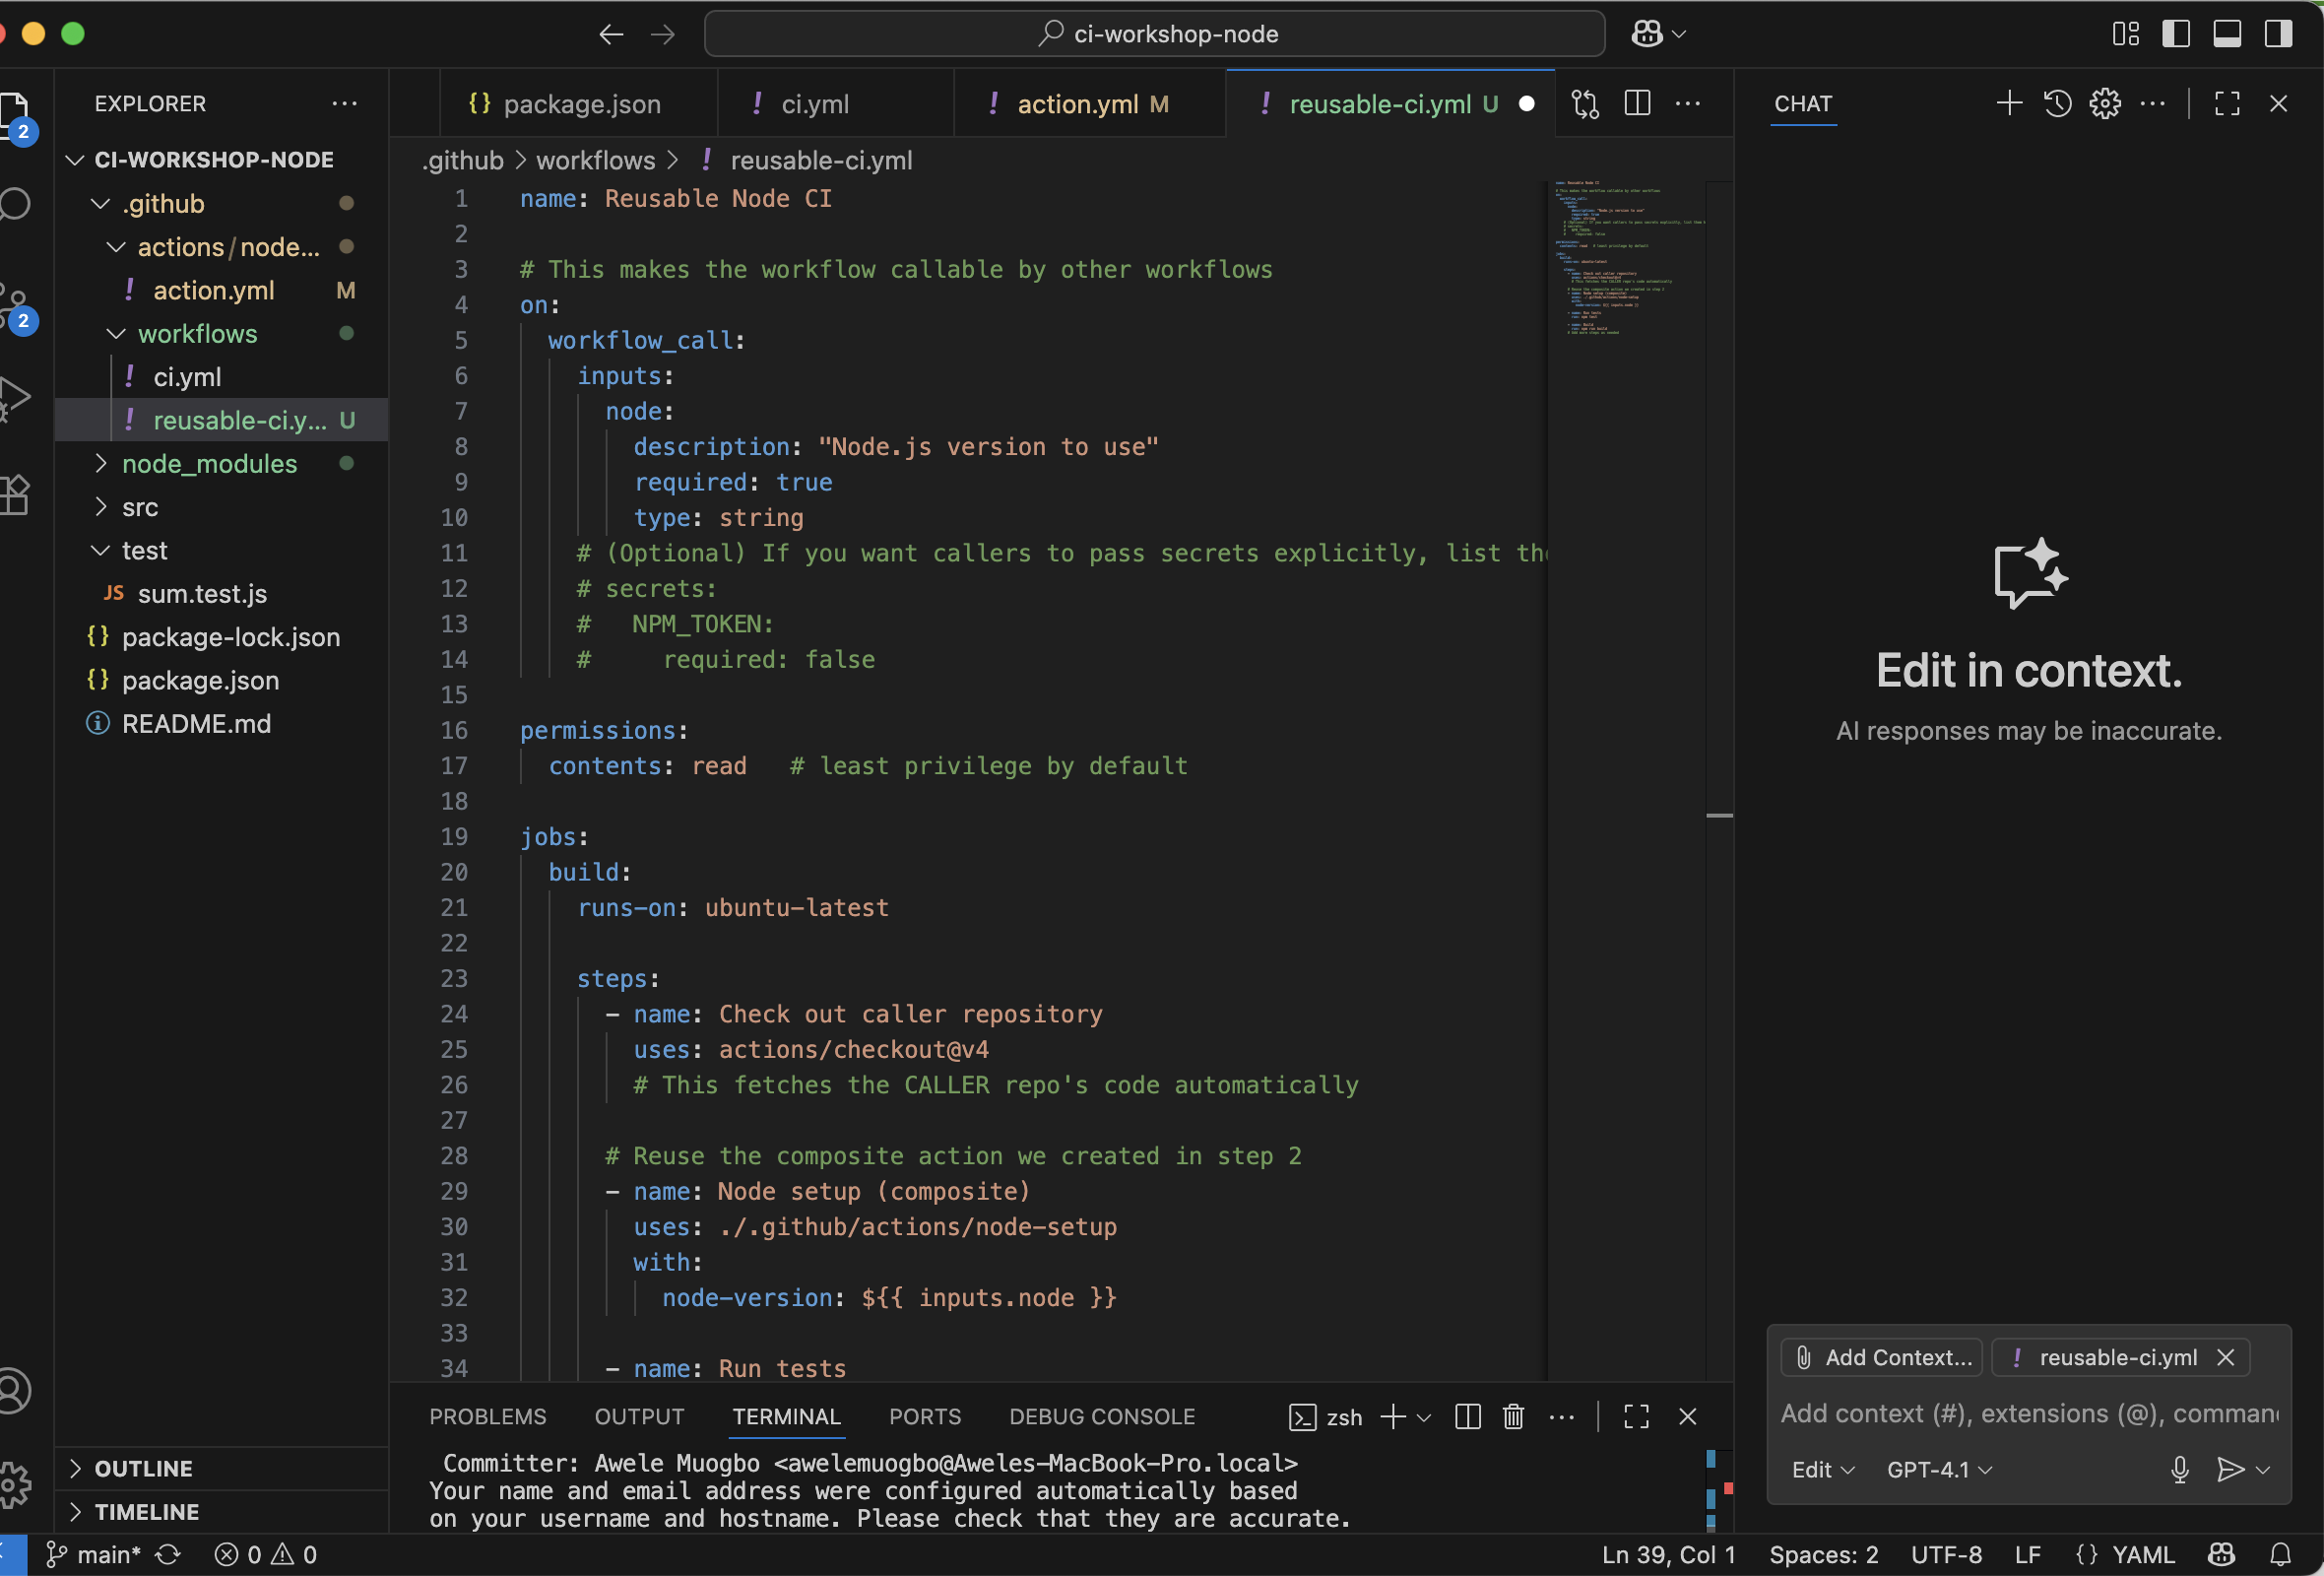 ci-workshop-node
EXPLORER
CI-WORKSHOP-NODE
.github
actions/node...
action.yml M
workflows
ci.yml
reusable-ci.y... U
node_modules
src
test
JS sum.test.js
{} package-lock.json
{} package.json
README.md
OUTLINE
TIMELINE
2
2
{} package.json
! ci.yml
! action.yml M
! reusable-ci.yml U
.github > workflows > ! reusable-ci.yml
1 name: Reusable Node CI
2
3 # This makes the workflow callable by other workflows
4 on:
5 workflow_call:
6 inputs:
7 node:
8 description: "Node.js version to use"
9 required: true
10 type: string
11 # (Optional) If you want callers to pass secrets explicitly, list the
12 # secrets:
13 # NPM_TOKEN:
14 # required: false
15
16 permissions:
17 contents: read # least privilege by default
18
19 jobs:
20 build:
21 runs-on: ubuntu-latest
22
23 steps:
24 - name: Check out caller repository
25 uses: actions/checkout@v4
26 # This fetches the CALLER repo's code automatically
27
28 # Reuse the composite action we created in step 2
29 - name: Node setup (composite)
30 uses: ./.github/actions/node-setup
31 with:
32 node-version: ${{ inputs.node }}
33
34 - name: Run tests
PROBLEMS OUTPUT TERMINAL PORTS DEBUG CONSOLE zsh
Committer: Awele Muogbo <awelemuogbo@Aweles-MacBook-Pro.local>
Your name and email address were configured automatically based
on your username and hostname. Please check that they are accurate.
CHAT
Edit in context.
AI responses may be inaccurate.
Add Context... ! reusable-ci.yml
Add context (#), extensions (@), comman
Edit GPT-4.1
main* 0 0
Ln 39, Col 1 Spaces: 2 UTF-8 LF {} YAML